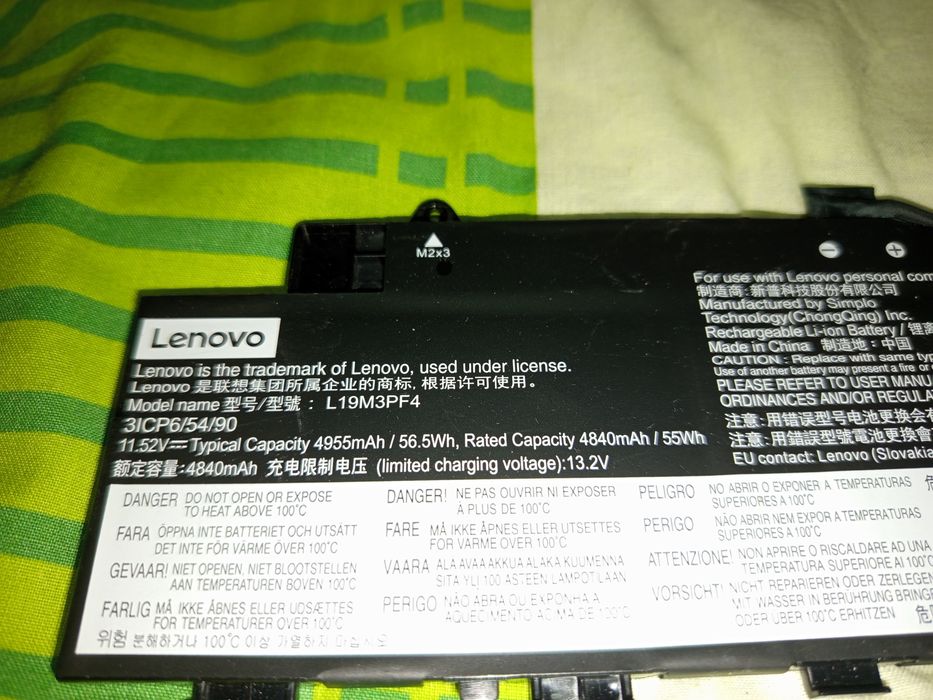 M2x3
− +
Lenovo
Lenovo is the trademark of Lenovo, used under license.
Lenovo 是联想集团所属企业的商标, 根据许可使用。
Model name 型号/型號: L19M3PF4
3ICP6/54/90
11.52V⎓ Typical Capacity 4955mAh / 56.5Wh, Rated Capacity 4840mAh / 55Wh
额定容量:4840mAh 充电限制电压 (limited charging voltage):13.2V
For use with Lenovo personal com
制造商: 新普科技股份有限公司
Manufactured by Simplo
Technology(ChongQing) Inc.
Rechargeable Li-ion Battery / 锂离
Made in China 制造地: 中国
CAUTION: Replace with same typ
Use of another battery may present a fire or
PLEASE REFER TO USER MANU
ORDINANCES AND/OR REGULA
注意: 用错误型号电池更换会有
注意: 用錯誤型號電池更換會
EU contact: Lenovo (Slovakia
DANGER DO NOT OPEN OR EXPOSE
TO HEAT ABOVE 100°C
FARA ÖPPNA INTE BATTERIET OCH UTSÄTT
DET INTE FÖR VÄRME ÖVER 100°C
GEVAAR! NIET OPENEN, NIET BLOOTSTELLEN
AAN TEMPERATUREN BOVEN 100°C
FARLIG MÅ IKKE ÅBNES ELLER UDSÆTTES
FOR TEMPERATURER OVER 100°C
위험 분해하거나 100°C 이상 가열하지 마십시오
DANGER! NE PAS OUVRIR NI EXPOSER
À PLUS DE 100°C
FARE MÅ IKKE ÅPNES ELLER UTSETTES
FOR VARME OVER 100°C
VAARA ÄLÄ AVAA AKKUA ÄLÄKÄ KUUMENNA
SITÄ YLI 100 ASTEEN LÄMPÖTILAAN
PERIGO NÃO ABRA OU EXPONHA A
AQUECIMENTO ACIMA DE 100°C
PELIGRO NO ABRIR O EXPONER A TEMPERATURAS
SUPERIORES A 100°C
PERIGO NÃO ABRIR NEM EXPOR A TEMPERATURAS
SUPERIORES A 100°C
ATTENZIONE! NON APRIRE O RISCALDARE AD UNA
TEMPERATURA SUPERIORE AI 100°C
VORSICHT! NICHT REPARIEREN ODER ZERLEGEN
MIT WASSER IN BERÜHRUNG BRING
ODER ÜBER 100°C ERHITZEN
危
危